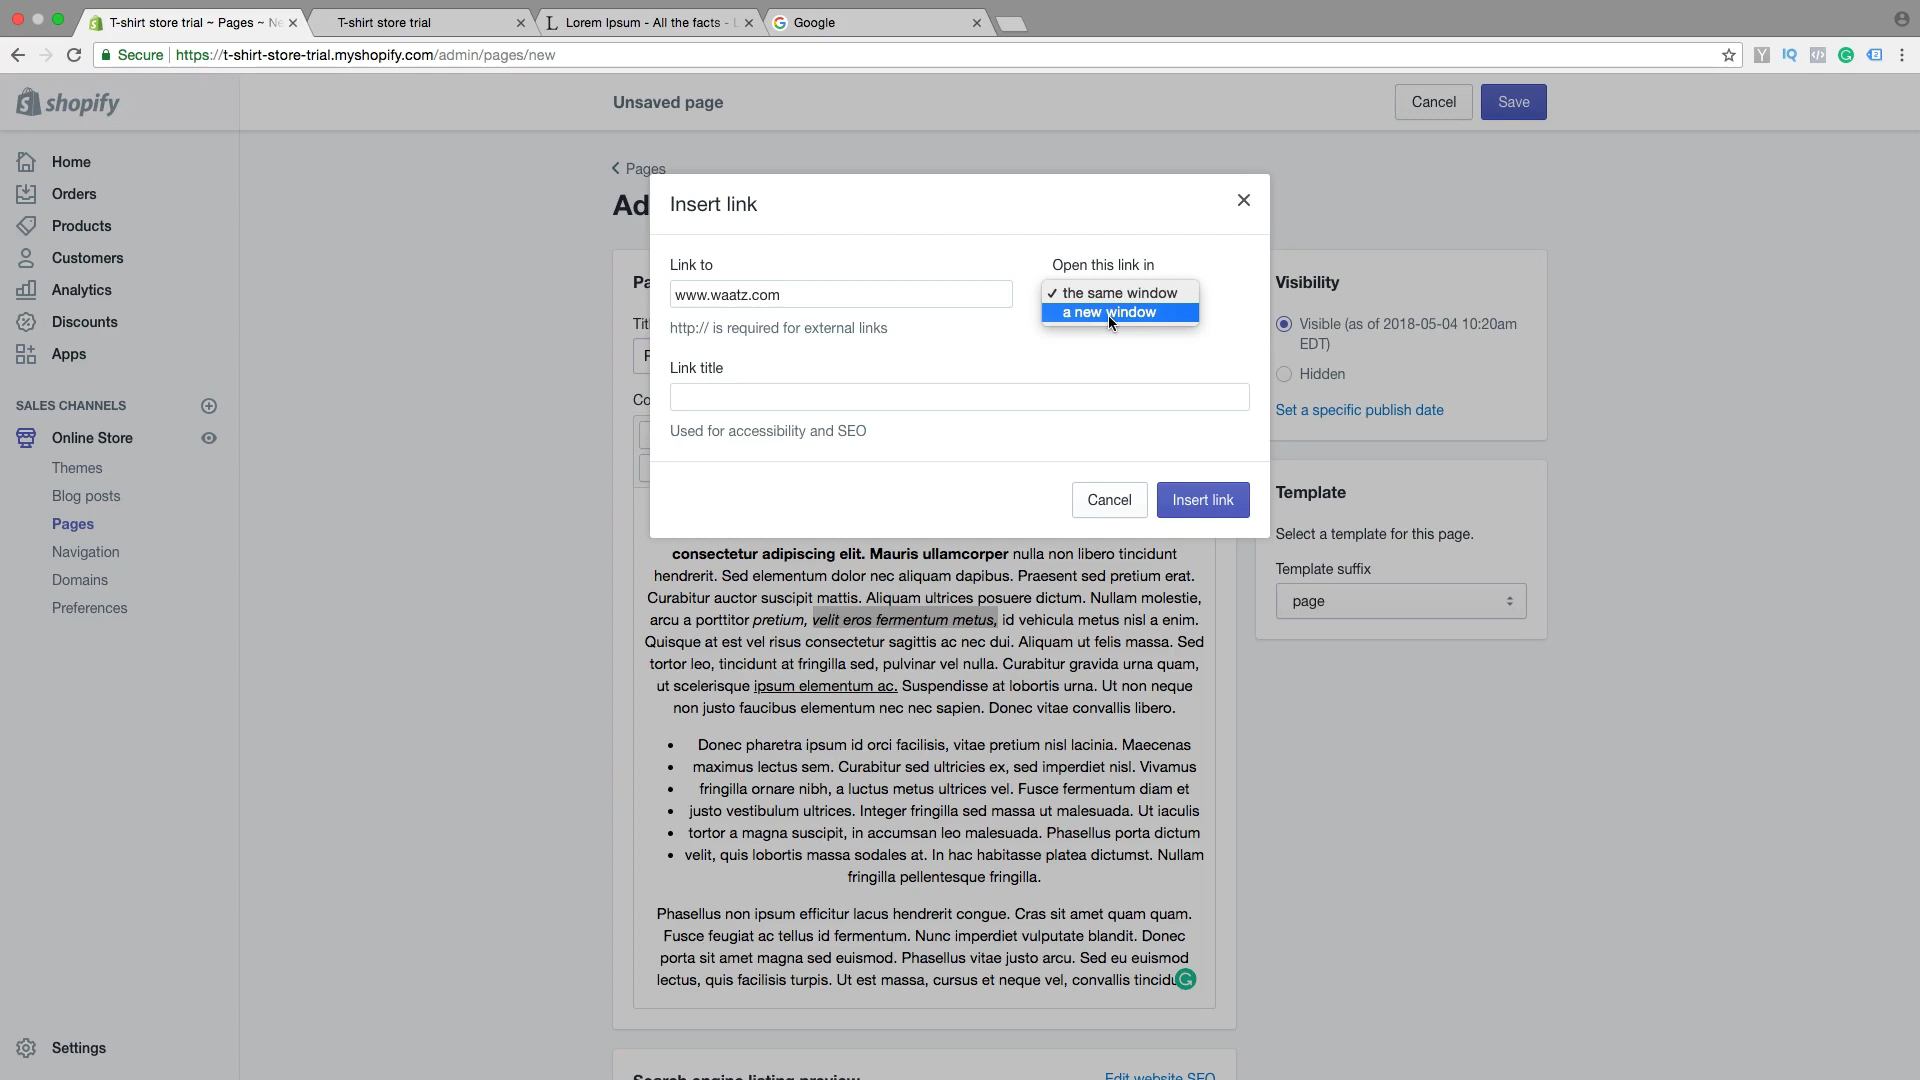 T-shirt store trial ~ Pages ~ Ne
T-shirt store trial
Lorem Ipsum - All the facts - L
Google
Secure
https://t-shirt-store-trial.myshopify.com/admin/pages/new
shopify
Unsaved page
Cancel
Save
Home
Orders
Products
Customers
Analytics
Discounts
Apps
SALES CHANNELS
Online Store
Themes
Blog posts
Pages
Navigation
Domains
Preferences
Settings
Pages
Ad
Insert link
Link to
www.waatz.com
http:// is required for external links
Open this link in
the same window
a new window
Link title
Used for accessibility and SEO
Cancel
Insert link
Pa
Tit
Co
consectetur adipiscing elit. Mauris ullamcorper nulla non libero tincidunt
hendrerit. Sed elementum dolor nec aliquam dapibus. Praesent sed pretium erat.
Curabitur auctor suscipit mattis. Aliquam ultrices posuere dictum. Nullam molestie,
arcu a porttitor pretium, velit eros fermentum metus, id vehicula metus nisl a enim.
Quisque at est vel risus consectetur sagittis ac nec dui. Aliquam ut felis massa. Sed
tortor leo, tincidunt at fringilla sed, pulvinar vel nulla. Curabitur gravida urna quam,
ut scelerisque ipsum elementum ac. Suspendisse at lobortis urna. Ut non neque
non justo faucibus elementum nec nec sapien. Donec vitae convallis libero.
• Donec pharetra ipsum id orci facilisis, vitae pretium nisl lacinia. Maecenas
• maximus lectus sem. Curabitur sed ultricies ex, sed imperdiet nisl. Vivamus
• fringilla ornare nibh, a luctus metus ultrices vel. Fusce fermentum diam et
• justo vestibulum ultrices. Integer fringilla sed massa ut malesuada. Ut iaculis
• tortor a magna suscipit, in accumsan leo malesuada. Phasellus porta dictum
• velit, quis lobortis massa sodales at. In hac habitasse platea dictumst. Nullam
fringilla pellentesque fringilla.
Phasellus non ipsum efficitur lacus hendrerit congue. Cras sit amet quam quam.
Fusce feugiat ac tellus id fermentum. Nunc imperdiet vulputate blandit. Donec
porta sit amet magna sed euismod. Phasellus vitae justo arcu. Sed eu euismod
lectus, quis facilisis turpis. Ut est massa, cursus et neque vel, convallis tincidu
Search engine listing preview
Edit website SEO
Visibility
Visible (as of 2018-05-04 10:20am
EDT)
Hidden
Set a specific publish date
Template
Select a template for this page.
Template suffix
page